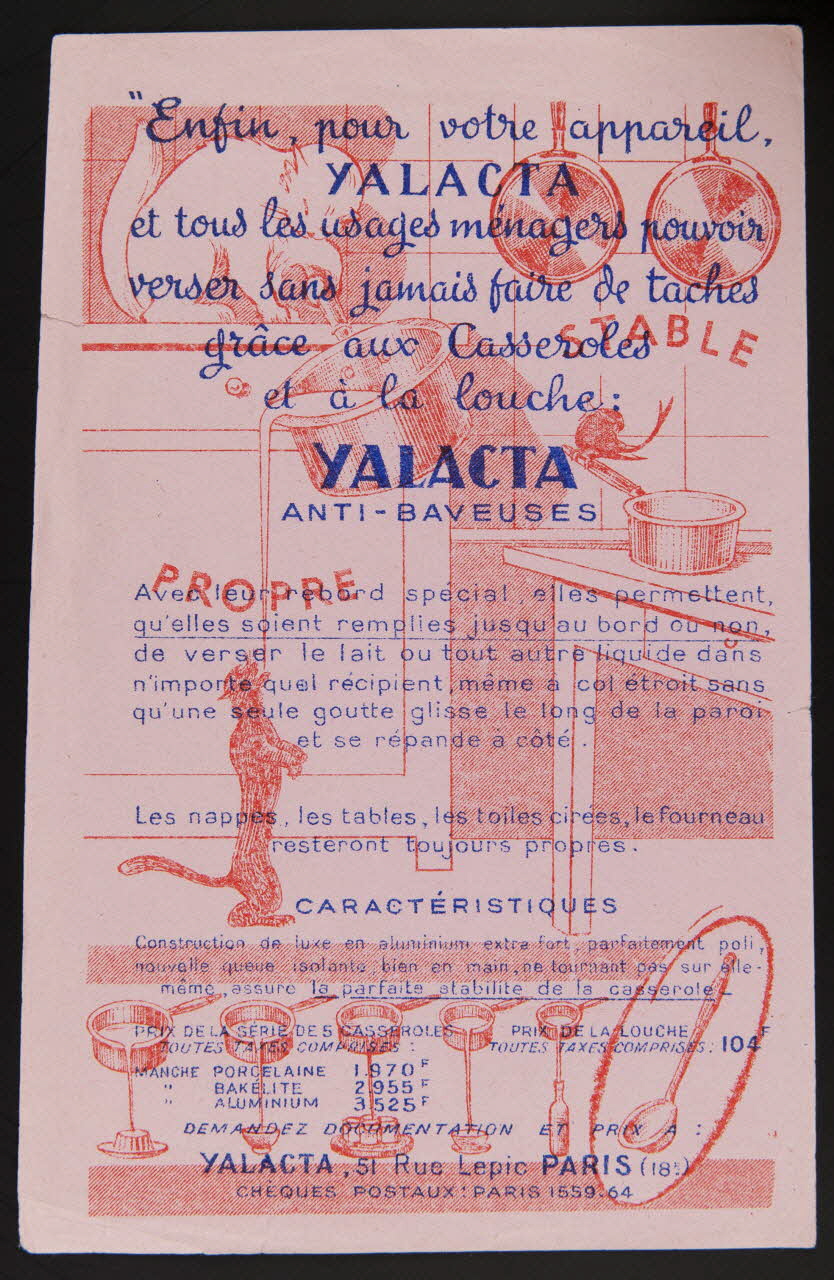 "Enfin, pour votre appareil,
YALACTA
et tous les usages ménagers pouvoir
verser sans jamais faire de taches
grâce aux Casseroles
STABLE
et à la louche :
YALACTA
ANTI-BAVEUSES
PROPRE
Avec leur rebord spécial, elles permettent,
qu'elles soient remplies jusqu'au bord ou non,
de verser le lait ou tout autre liquide dans
n'importe quel récipient, même à col étroit sans
qu'une seule goutte glisse le long de la paroi
et se répande à côté.
Les nappes, les tables, les toiles cirées, le fourneau
resteront toujours propres.
CARACTÉRISTIQUES
Construction de luxe en aluminium extra fort, parfaitement poli,
nouvelle queue isolante, bien en main, ne tournant pas sur elle-
même, assure la parfaite stabilité de la casserole.
PRIX DE LA SÉRIE DE 5 CASSEROLES
TOUTES TAXES COMPRISES :
PRIX DE LA LOUCHE
TOUTES TAXES COMPRISES : 104F
MANCHE PORCELAINE 1.970F
" BAKÉLITE 2955F
" ALUMINIUM 3.525F
DEMANDEZ DOCUMENTATION ET PRIX A :
YALACTA, 51 Rue Lepic PARIS (18e)
CHÈQUES POSTAUX : PARIS 1559.64